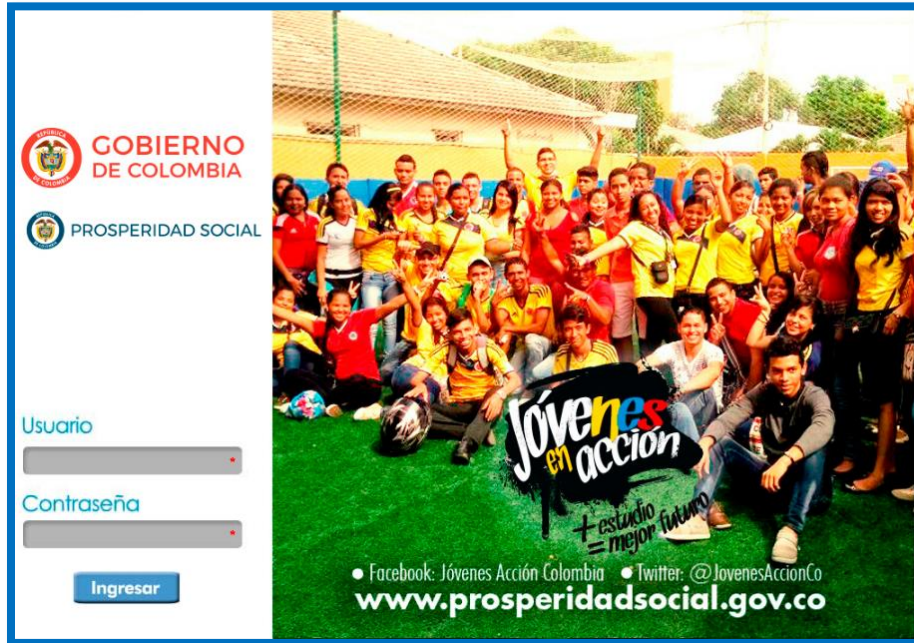 GOBIERNO
DE COLOMBIA
PROSPERIDAD SOCIAL
Usuario
*
Contraseña
*
Ingresar
Jóvenes
en acción
+ estudio
= mejor futuro
● Facebook: Jóvenes Acción Colombia ● Twitter: @JovenesAccionCo
www.prosperidadsocial.gov.co